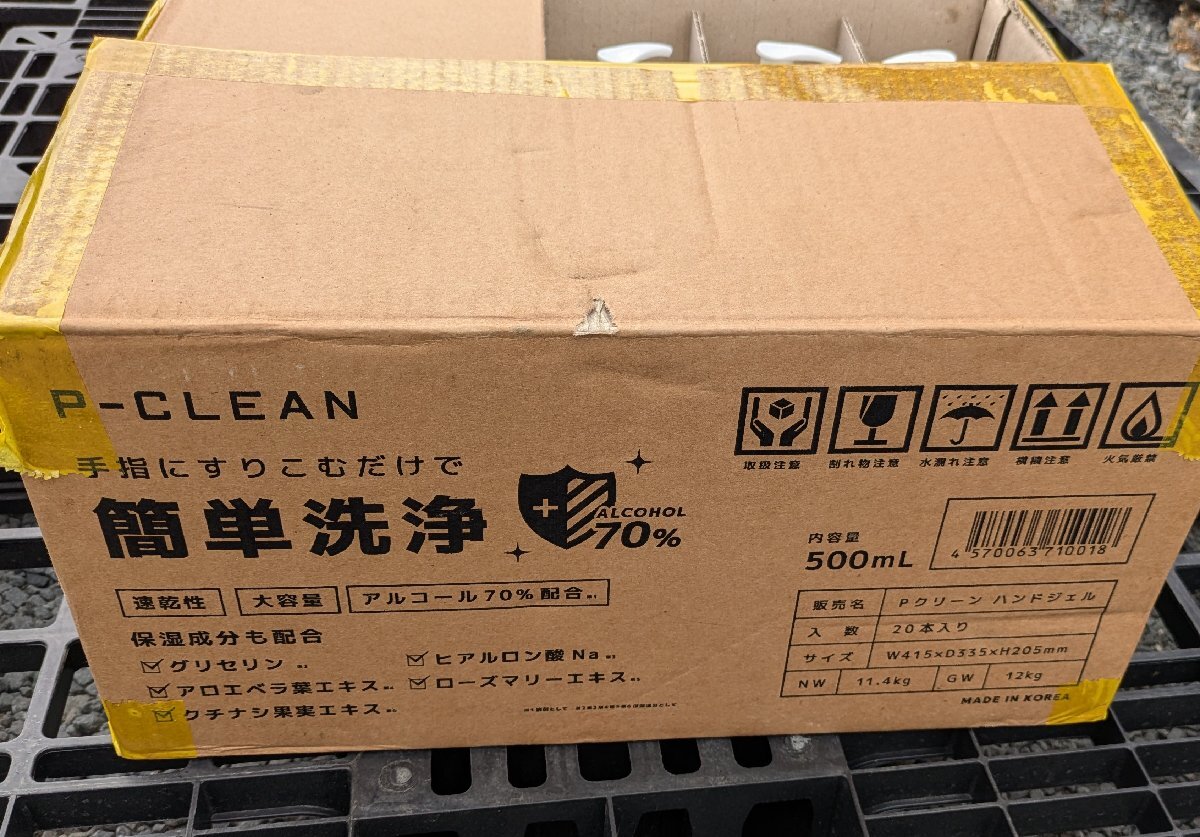 P-CLEAN
手指にすりこむだけで
簡単洗浄
ALCOHOL
70%
速乾性 大容量 アルコール70%配合
保湿成分も配合
グリセリン
アロエベラ葉エキス
クチナシ果実エキス
ヒアルロン酸Na
ローズマリーエキス
取扱注意 割れ物注意 水濡れ注意 横積注意 火気厳禁
内容量
500mL
4 570063 710018
販売名 Pクリーン ハンドジェル
入数 20本入り
サイズ W415×D335×H205mm
NW 11.4kg GW 12kg
MADE IN KOREA